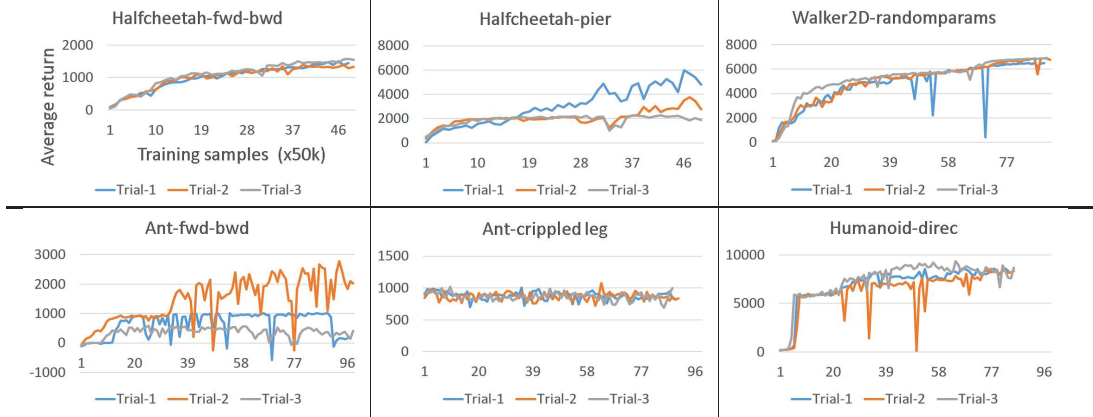 Halfcheetah-fwd-bwd
2000
1000
0
1 10 19 28 37 46
Average return
Training samples (x50k)
Trial-1 Trial-2 Trial-3
Halfcheetah-pier
8000
6000
4000
2000
0
1 10 19 28 37 46
Trial-1 Trial-2 Trial-3
Walker2D-randomparams
8000
6000
4000
2000
0
1 20 39 58 77
Trial-1 Trial-2 Trial-3
Ant-fwd-bwd
3000
2000
1000
0
-1000
1 20 39 58 77 96
Trial-1 Trial-2 Trial-3
Ant-crippled leg
1500
1000
500
0
1 20 39 58 77 96
Trial-1 Trial-2 Trial-3
Humanoid-direc
10000
5000
0
1 20 39 58 77 96
Trial-1 Trial-2 Trial-3